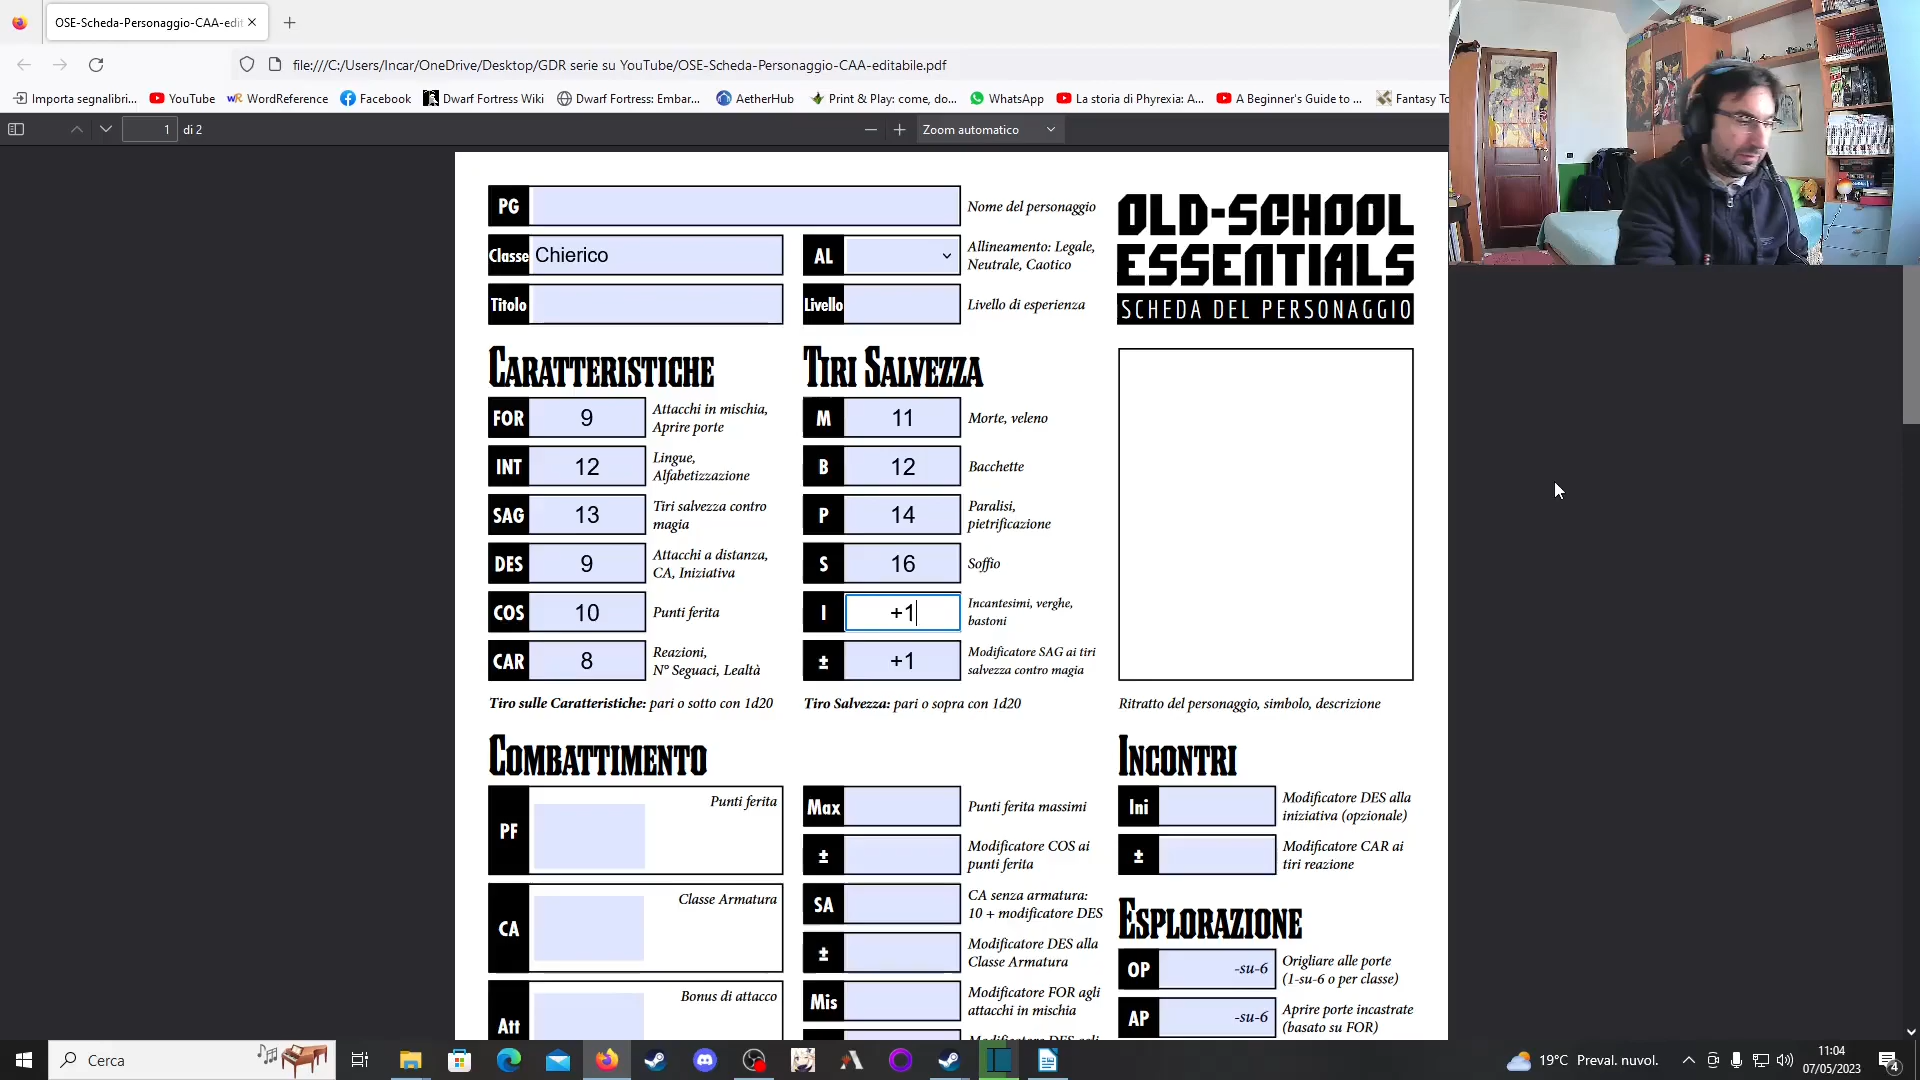 OSE-Scheda-Personaggio-CAA-edit
file:///C:/Users/Incar/OneDrive/Desktop/GDR serie su YouTube/OSE-Scheda-Personaggio-CAA-editabile.pdf
Importa segnalibri... YouTube WordReference Facebook Dwarf Fortress Wiki Dwarf Fortress: Embar... AetherHub Print & Play: come, do... WhatsApp La storia di Phyrexia: A... A Beginner's Guide to ... Fantasy To
1 di 2 Zoom automatico
PG Nome del personaggio
OLD-SCHOOL
ESSENTIALS
SCHEDA DEL PERSONAGGIO
Classe Chierico AL Allineamento: Legale,
Neutrale, Caotico
Titolo Livello Livello di esperienza
CARATTERISTICHE
FOR 9 Attacchi in mischia,
Aprire porte
INT 12 Lingue,
Alfabetizzazione
SAG 13 Tiri salvezza contro
magia
DES 9 Attacchi a distanza,
CA, Iniziativa
COS 10 Punti ferita
CAR 8 Reazioni,
N° Seguaci, Lealtà
Tiro sulle Caratteristiche: pari o sotto con 1d20
TIRI SALVEZZA
M 11 Morte, veleno
B 12 Bacchette
P 14 Paralisi,
pietrificazione
S 16 Soffio
I +1 Incantesimi, verghe,
bastoni
± +1 Modificatore SAG ai tiri
salvezza contro magia
Tiro Salvezza: pari o sopra con 1d20
Ritratto del personaggio, simbolo, descrizione
COMBATTIMENTO
PF Punti ferita
CA Classe Armatura
Att Bonus di attacco
Max Punti ferita massimi
± Modificatore COS ai
punti ferita
SA CA senza armatura:
10 + modificatore DES
± Modificatore DES alla
Classe Armatura
Mis Modificatore FOR agli
attacchi in mischia
INCONTRI
Ini Modificatore DES alla
iniziativa (opzionale)
± Modificatore CAR ai
tiri reazione
ESPLORAZIONE
OP -su-6 Origliare alle porte
(1-su-6 o per classe)
AP -su-6 Aprire porte incastrate
(basato su FOR)
Cerca
19°C Preval. nuvol.
11:04
07/05/2023
4